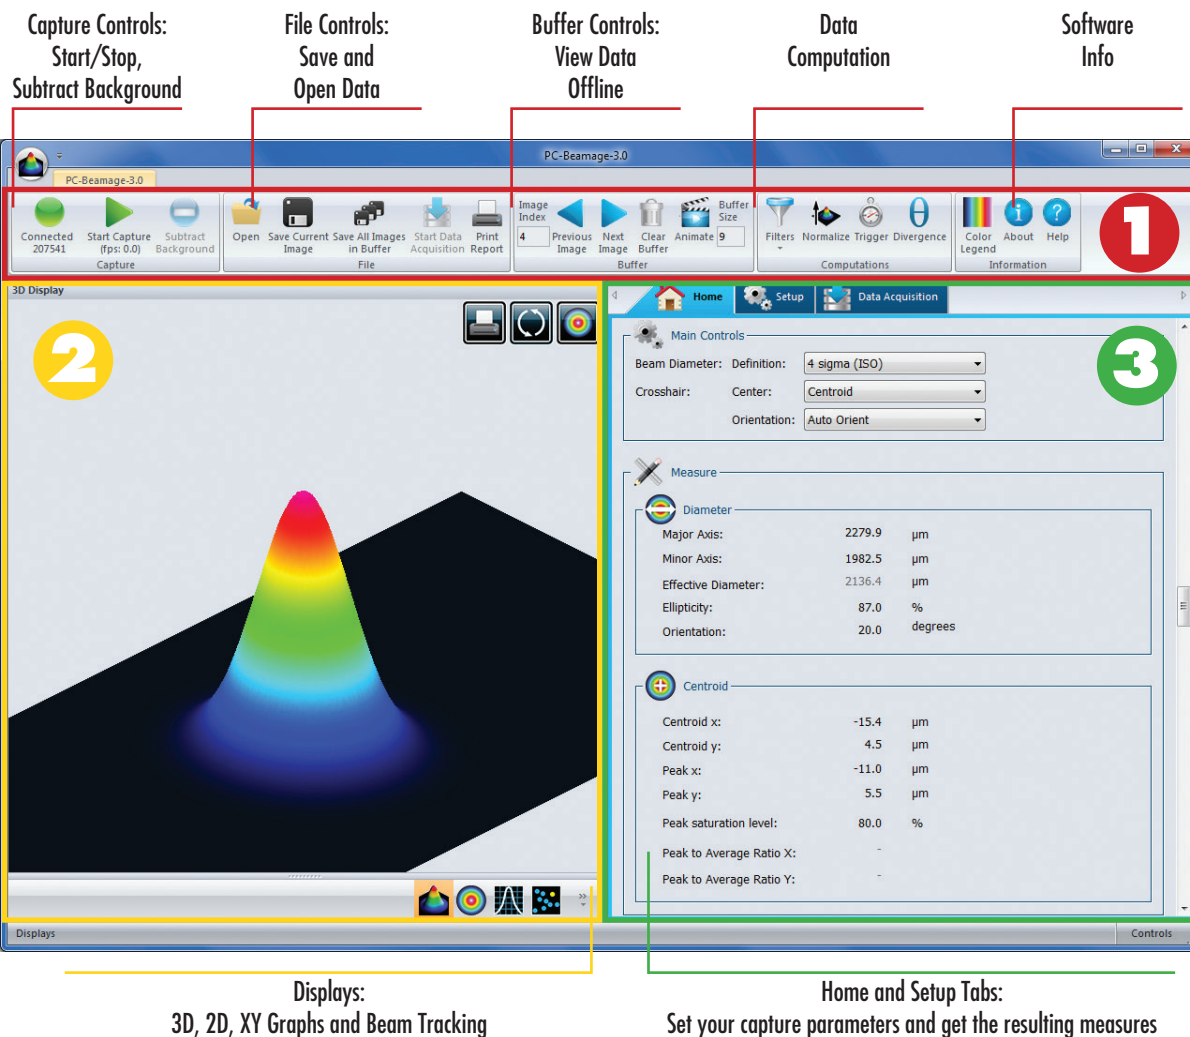 Capture Controls:
Start/Stop,
Subtract Background
File Controls:
Save and
Open Data
Buffer Controls:
View Data
Offline
Data
Computation
Software
Info
PC-Beamage-3.0
PC-Beamage-3.0
Connected
207541
Start Capture
(fps: 0.0)
Subtract
Background
Capture
Open
Save Current
Image
Save All Images
in Buffer
Start Data
Acquisition
Print
Report
File
Image
Index
4
Previous
Image
Next
Image
Clear
Buffer
Animate
Buffer
Size
9
Buffer
Filters
Normalize
Trigger
Divergence
Computations
Color
Legend
About
Help
Information
1
3D Display
2
Home
Setup
Data Acquisition
3
Main Controls
Beam Diameter: Definition: 4 sigma (ISO)
Crosshair: Center: Centroid
Orientation: Auto Orient
Measure
Diameter
Major Axis: 2279.9 µm
Minor Axis: 1982.5 µm
Effective Diameter: 2136.4 µm
Ellipticity: 87.0 %
Orientation: 20.0 degrees
Centroid
Centroid x: -15.4 µm
Centroid y: 4.5 µm
Peak x: -11.0 µm
Peak y: 5.5 µm
Peak saturation level: 80.0 %
Peak to Average Ratio X: -
Peak to Average Ratio Y: -
Displays
Controls
Displays:
3D, 2D, XY Graphs and Beam Tracking
Home and Setup Tabs:
Set your capture parameters and get the resulting measures